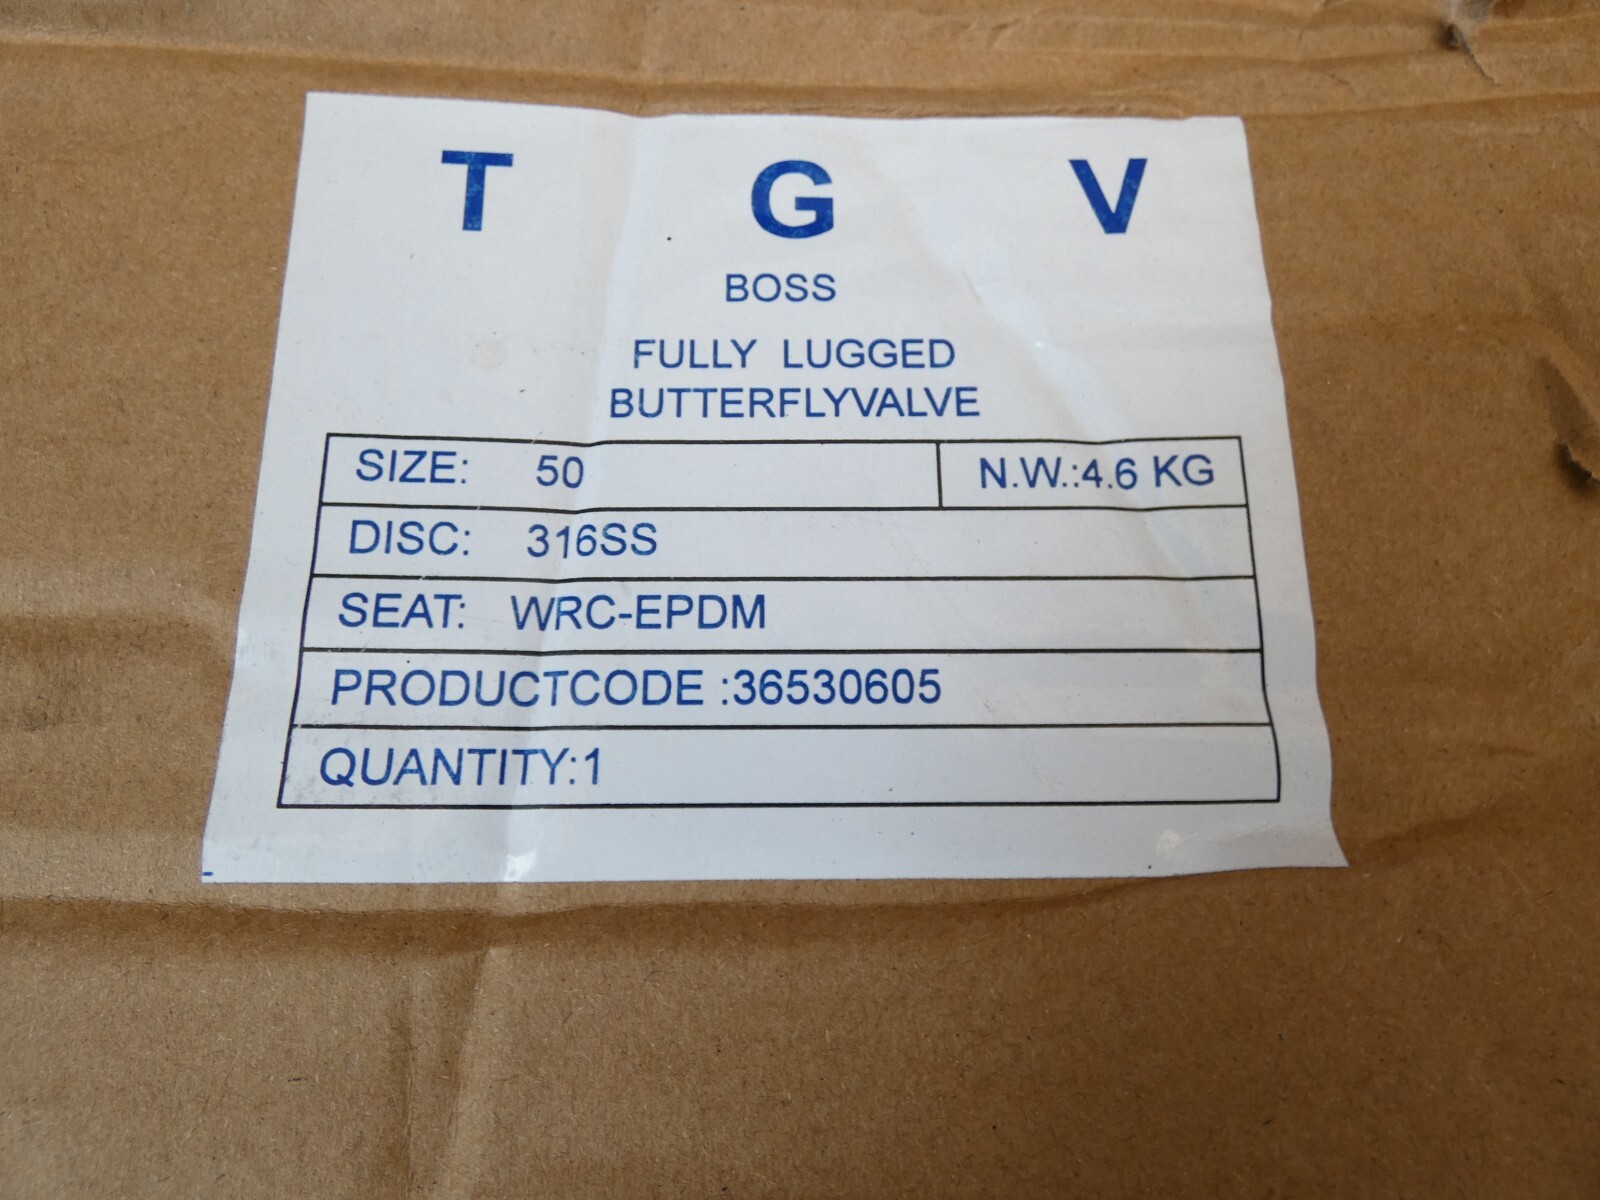 T G V
BOSS
FULLY LUGGED
BUTTERFLYVALVE
SIZE: 50 N.W.:4.6 KG
DISC: 316SS
SEAT: WRC-EPDM
PRODUCTCODE :36530605
QUANTITY:1